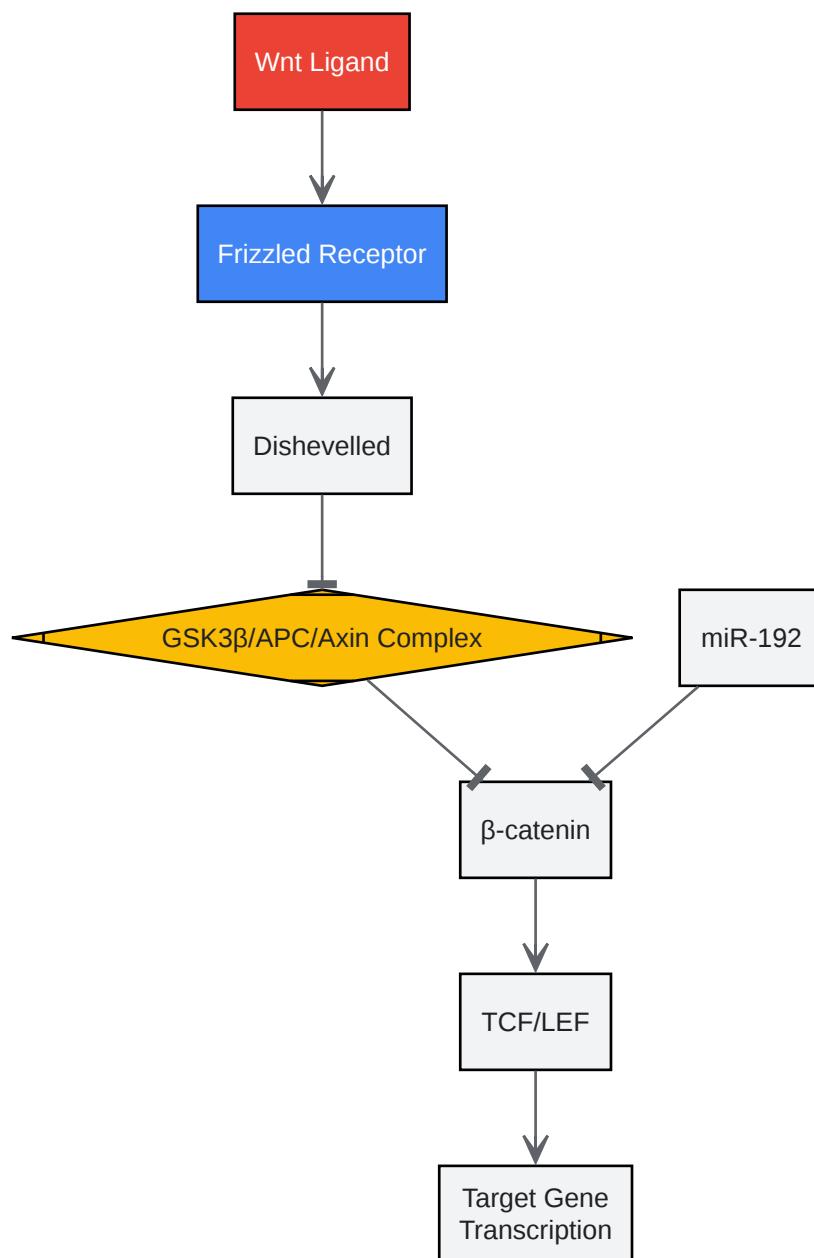 Wnt Ligand
Frizzled Receptor
Dishevelled
GSK3β/APC/Axin Complex
miR-192
β-catenin
TCF/LEF
Target Gene
Transcription